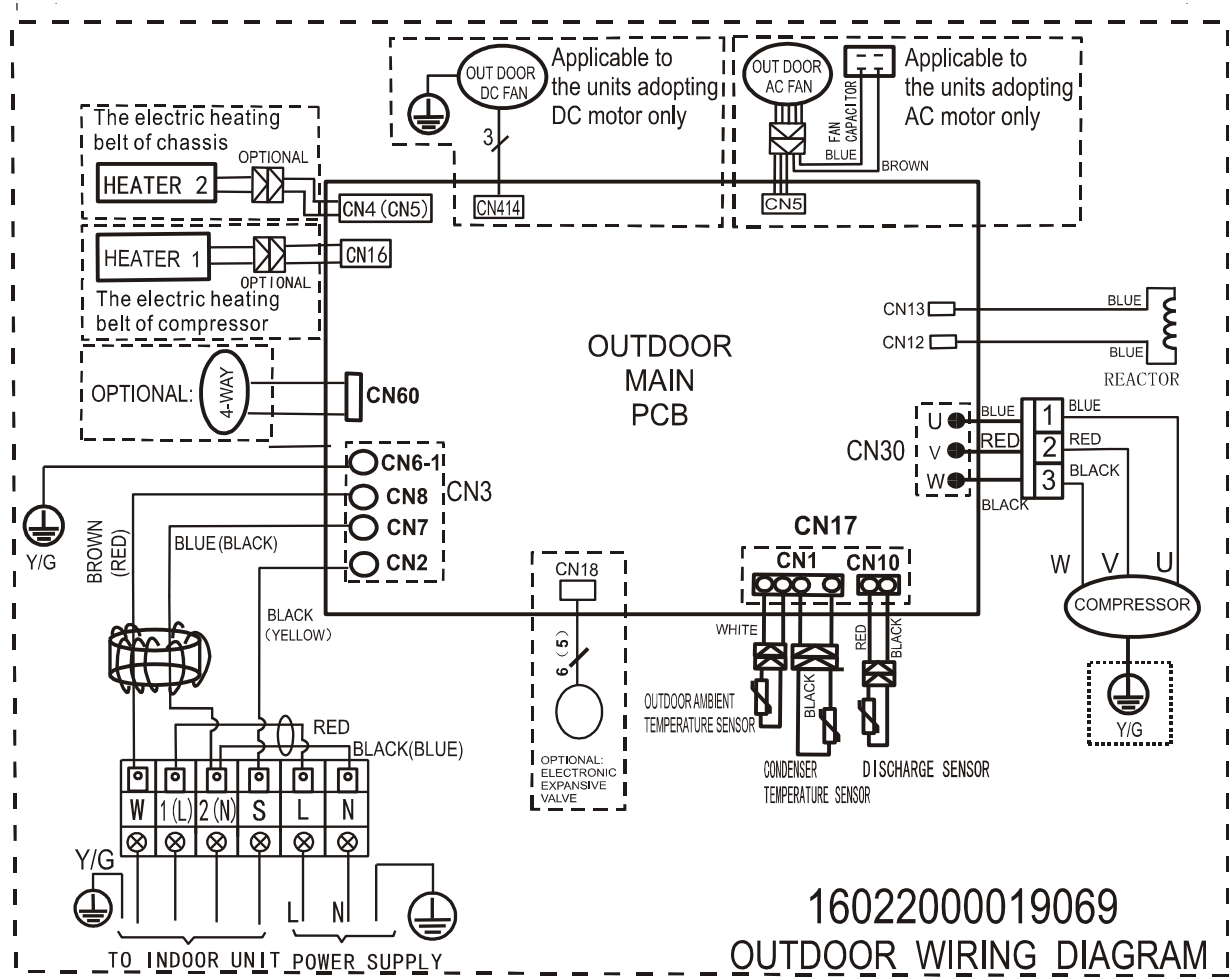 OUT DOOR
DC FAN
3
Applicable to
the units adopting
DC motor only
CN414
OUT DOOR
AC FAN
FAN
CAPACITOR
BLUE
BROWN
Applicable to
the units adopting
AC motor only
CN5
The electric heating
belt of chassis
OPTIONAL
HEATER 2
CN4 (CN5)
HEATER 1
CN16
OPTIONAL
The electric heating
belt of compressor
OPTIONAL:
4-WAY
CN60
OUTDOOR
MAIN
PCB
CN13
BLUE
CN12
BLUE
REACTOR
U
V
W
CN30
BLUE
RED
BLACK
1
2
3
BLUE
RED
BLACK
W
V
U
COMPRESSOR
Y/G
CN6-1
CN8
CN7
CN2
CN3
Y/G
BROWN
(RED)
BLUE(BLACK)
BLACK
(YELLOW)
RED
BLACK(BLUE)
W
1(L)
2(N)
S
L
N
Y/G
L
N
TO INDOOR UNIT
POWER SUPPLY
CN18
6 (5)
OPTIONAL:
ELECTRONIC
EXPANSIVE
VALVE
CN17
CN1
CN10
WHITE
BLACK
RED
BLACK
OUTDOOR AMBIENT
TEMPERATURE SENSOR
CONDENSER
TEMPERATURE SENSOR
DISCHARGE SENSOR
16022000019069
OUTDOOR WIRING DIAGRAM